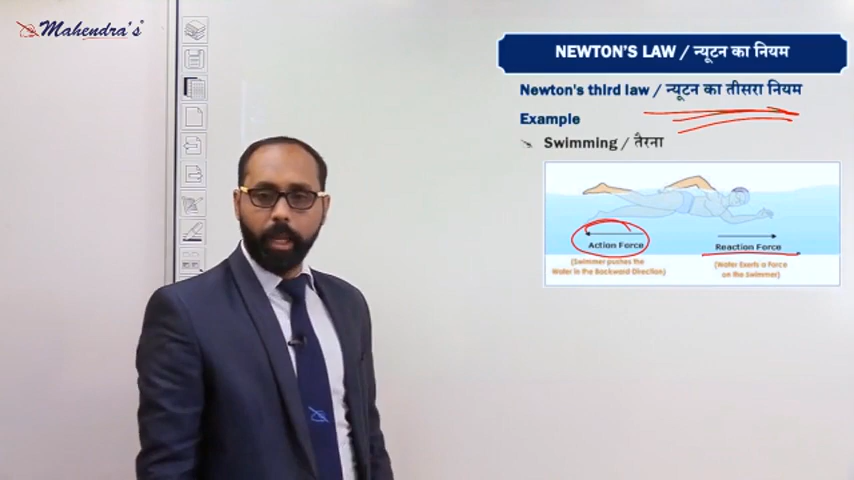 Mahendra's
NEWTON'S LAW / न्यूटन का नियम
Newton's third law / न्यूटन का तीसरा नियम
Example
Swimming / तैरना
Action Force
(Swimmer pushes the
Water in the Backward Direction)
Reaction Force
(Water Exerts a Force
on the Swimmer)